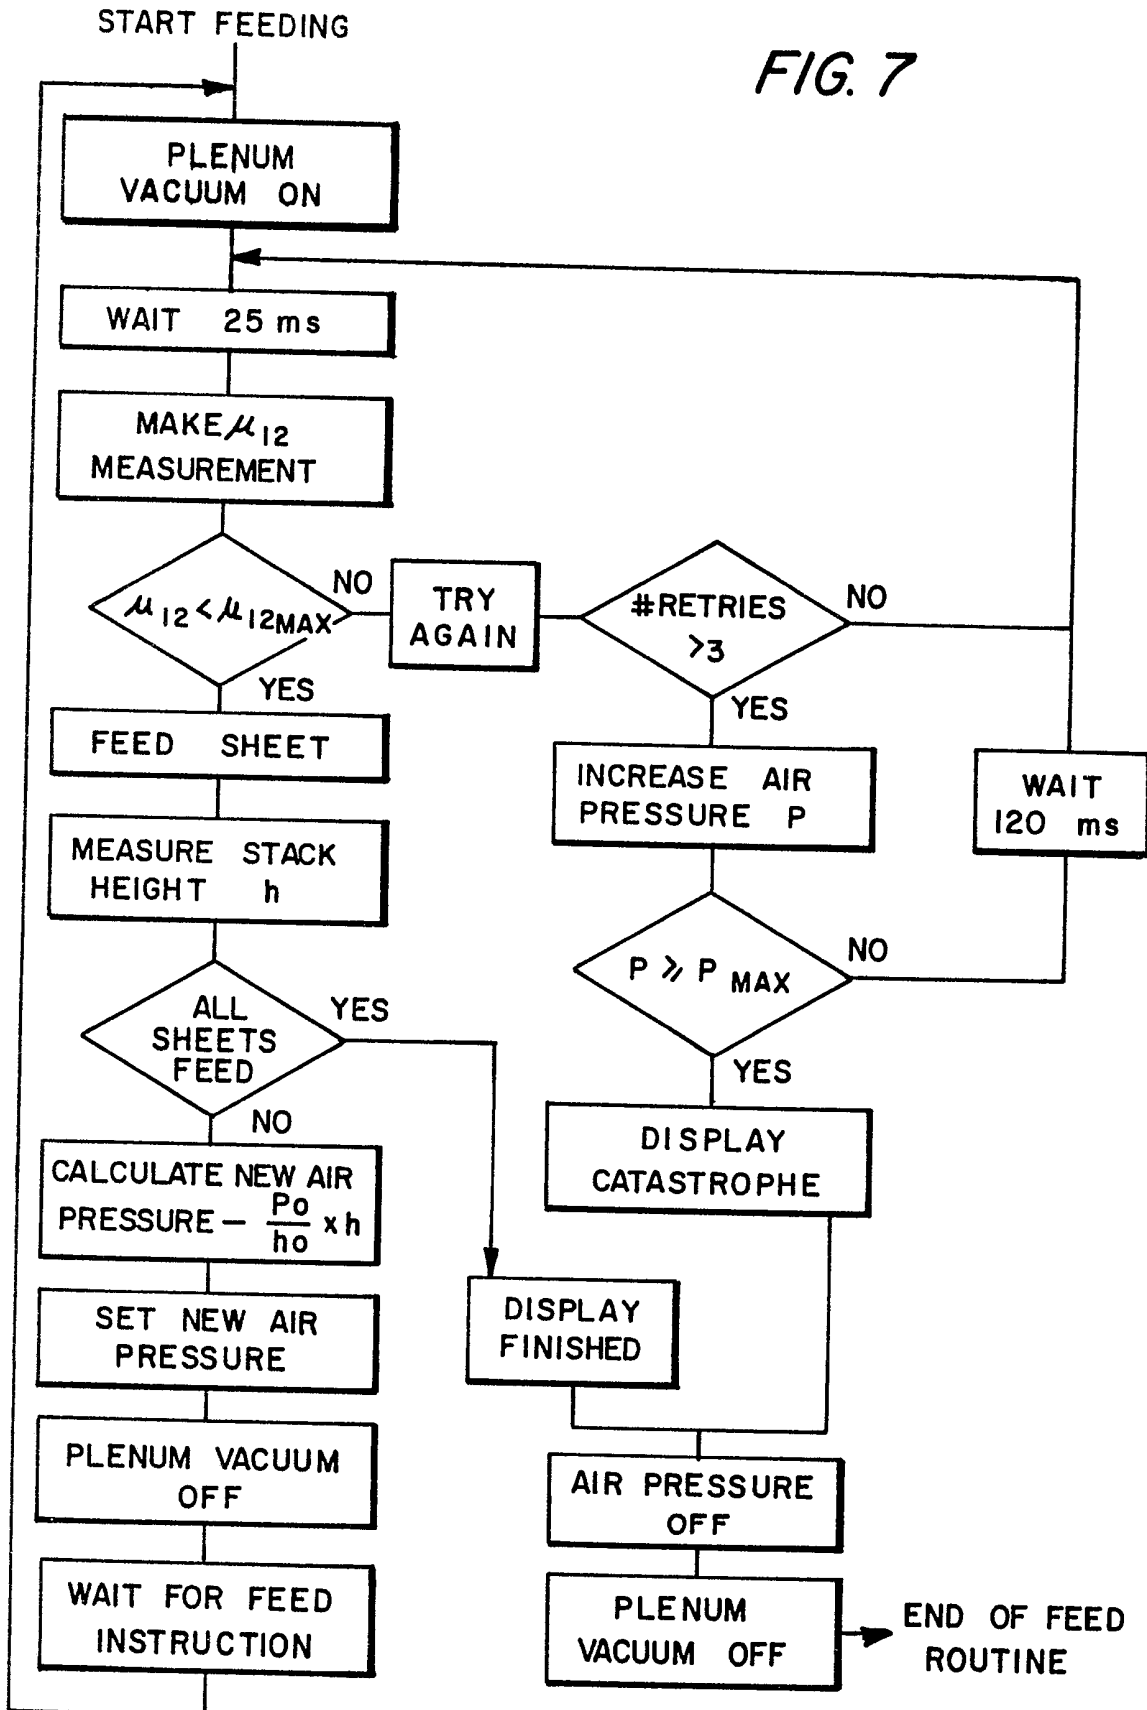 START FEEDING
FIG. 7
PLENUM
VACUUM ON
WAIT 25 ms
MAKE μ12
MEASUREMENT
μ12 < μ12MAX
NO
TRY
AGAIN
#RETRIES
>3
NO
YES
FEED SHEET
YES
INCREASE AIR
PRESSURE P
WAIT
120 ms
MEASURE STACK
HEIGHT h
P ⩾ P MAX
NO
ALL
SHEETS
FEED
YES
YES
NO
DISPLAY
CATASTROPHE
CALCULATE NEW AIR
PRESSURE – Po/ho x h
DISPLAY
FINISHED
SET NEW AIR
PRESSURE
PLENUM VACUUM
OFF
AIR PRESSURE
OFF
WAIT FOR FEED
INSTRUCTION
PLENUM
VACUUM OFF
END OF FEED
ROUTINE